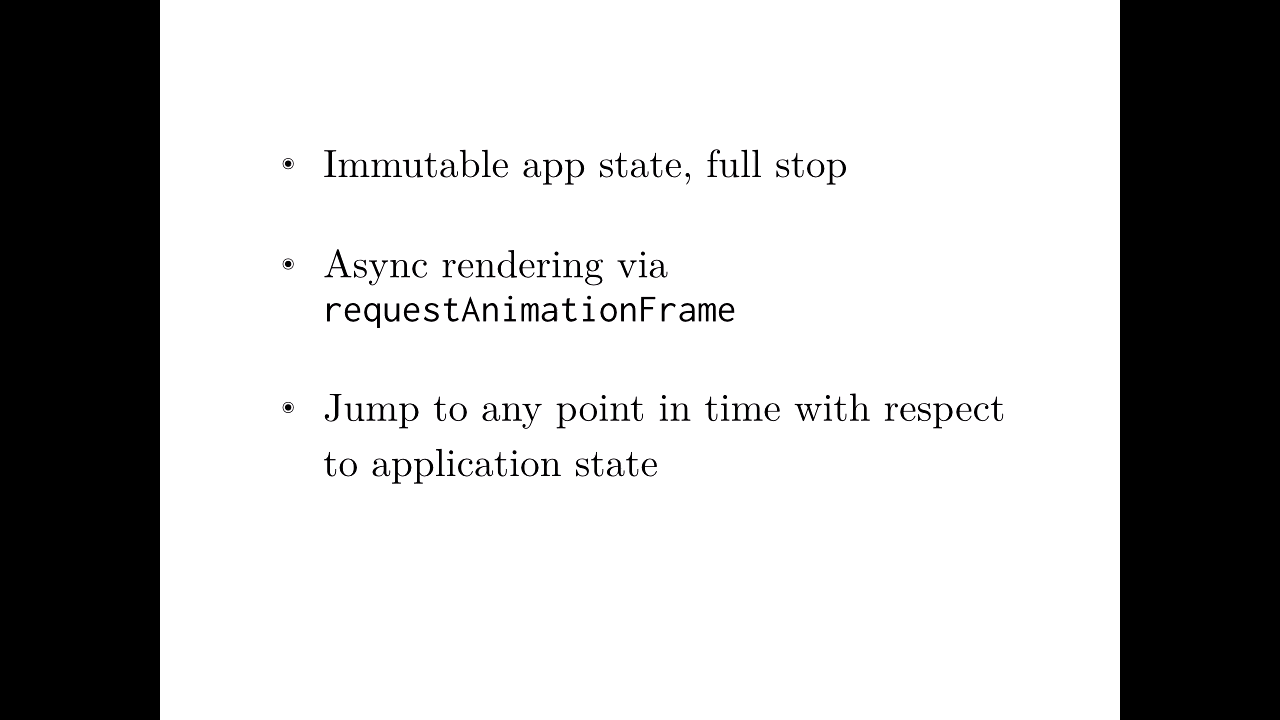 ◉ Immutable app state, full stop
◉ Async rendering via
requestAnimationFrame
◉ Jump to any point in time with respect
to application state